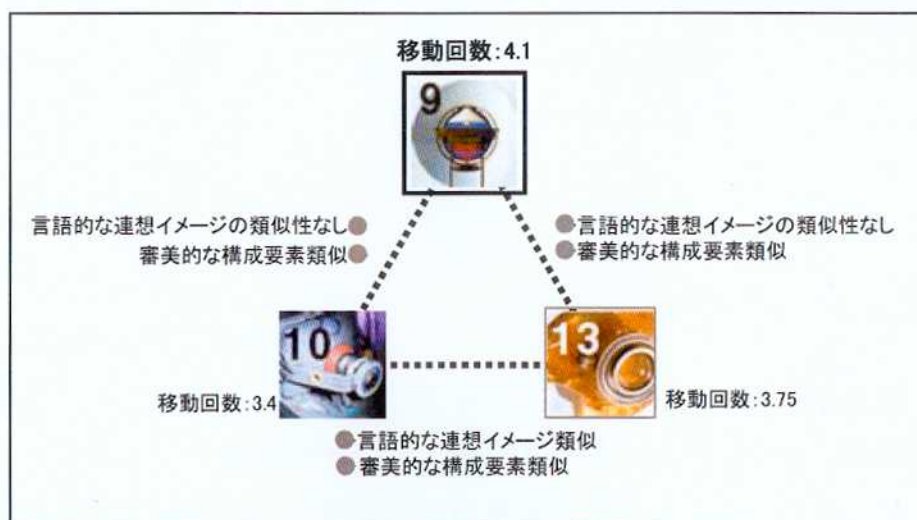 移動回数:4.1
9
言語的な連想イメージの類似性なし
審美的な構成要素類似
言語的な連想イメージの類似性なし
審美的な構成要素類似
10
13
移動回数:3.4
移動回数:3.75
言語的な連想イメージ類似
審美的な構成要素類似